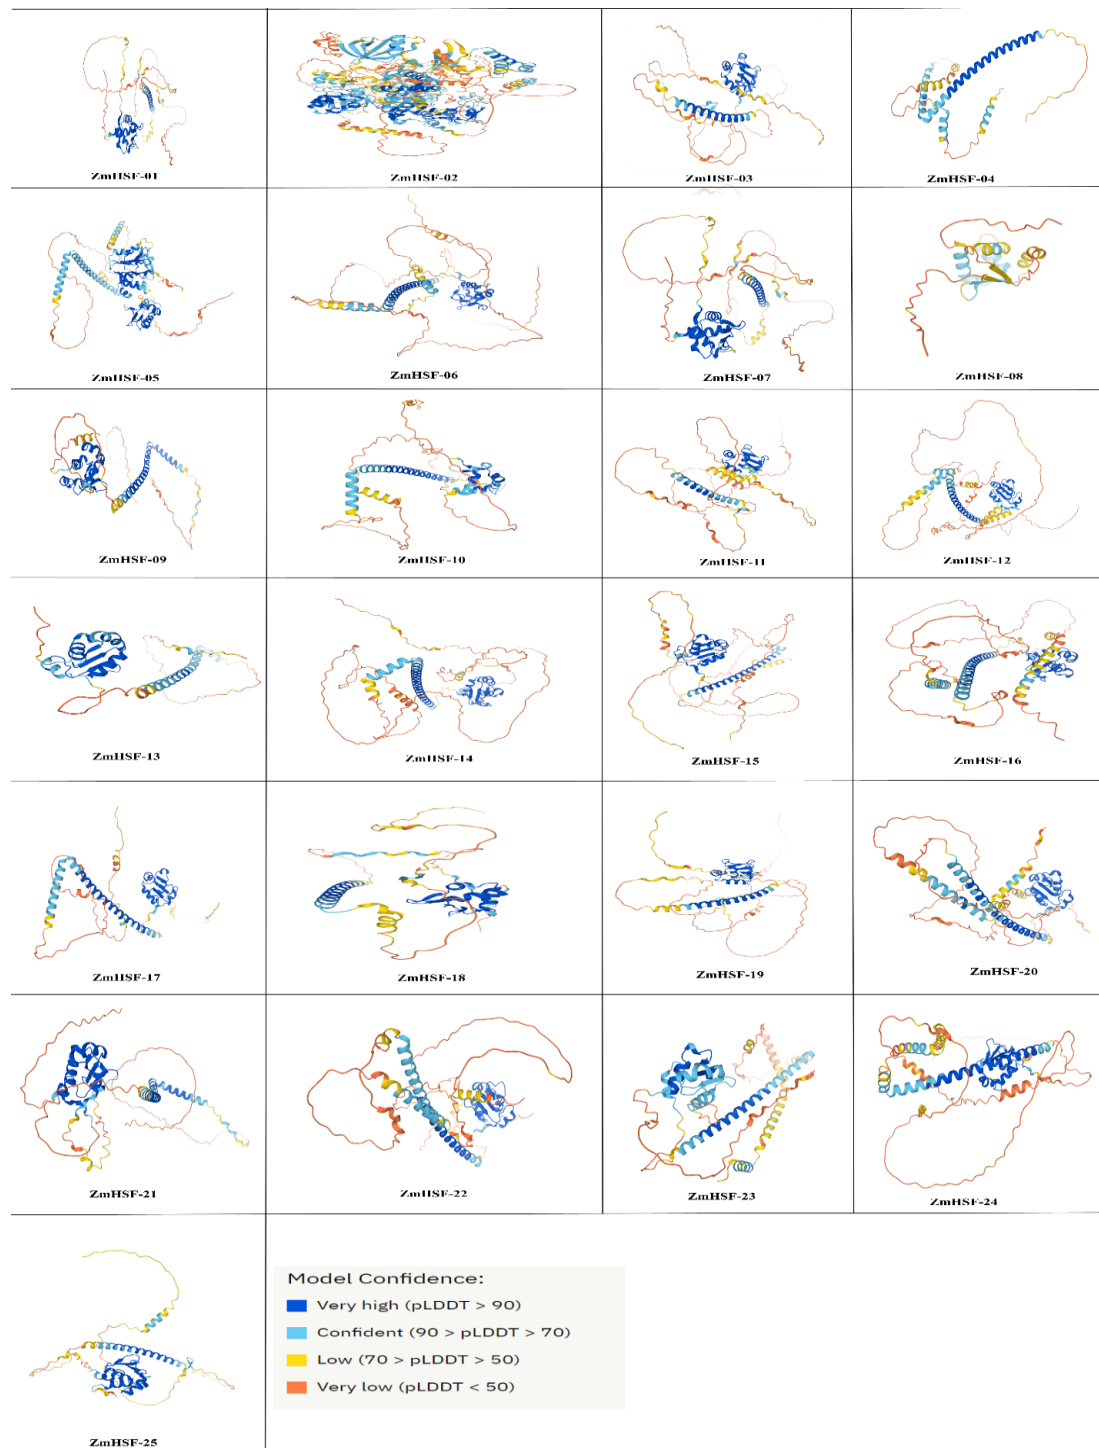 ZmHSF-01
ZmHSF-02
ZmHSF-03
ZmHSF-04
ZmHSF-05
ZmHSF-06
ZmHSF-07
ZmHSF-08
ZmHSF-09
ZmHSF-10
ZmHSF-11
ZmHSF-12
ZmHSF-13
ZmHSF-14
ZmHSF-15
ZmHSF-16
ZmHSF-17
ZmHSF-18
ZmHSF-19
ZmHSF-20
ZmHSF-21
ZmHSF-22
ZmHSF-23
ZmHSF-24
ZmHSF-25
Model Confidence:
Very high (pLDDT > 90)
Confident (90 > pLDDT > 70)
Low (70 > pLDDT > 50)
Very low (pLDDT < 50)